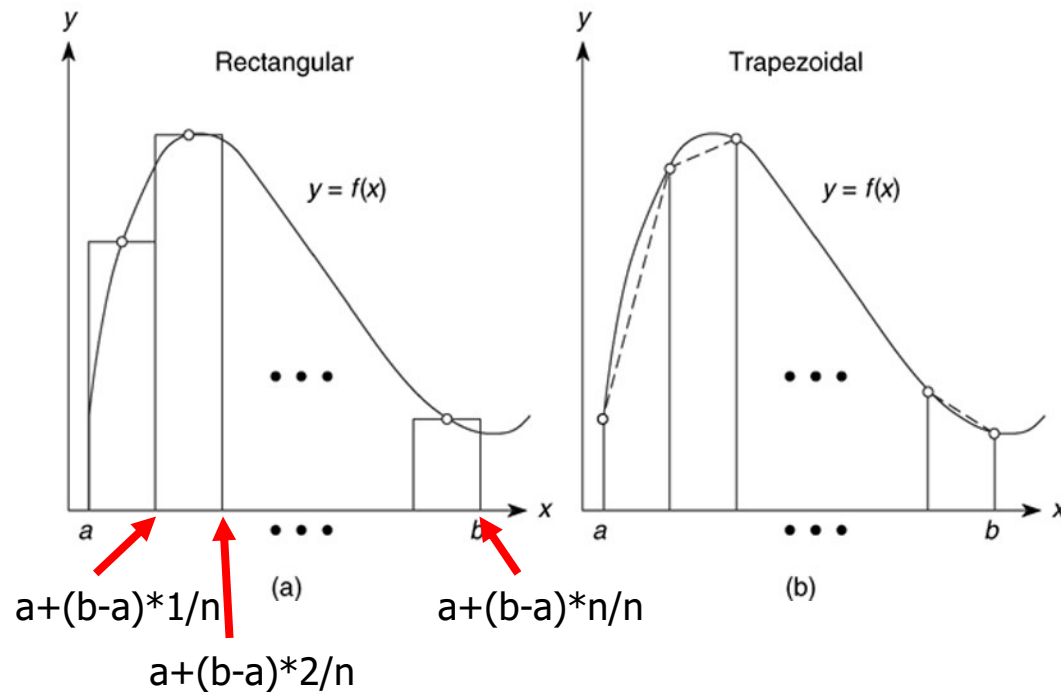 y
Rectangular
y = f(x)
a
b
x
(a)
a+(b-a)*1/n
a+(b-a)*2/n
a+(b-a)*n/n
y
Trapezoidal
y = f(x)
a
b
x
(b)